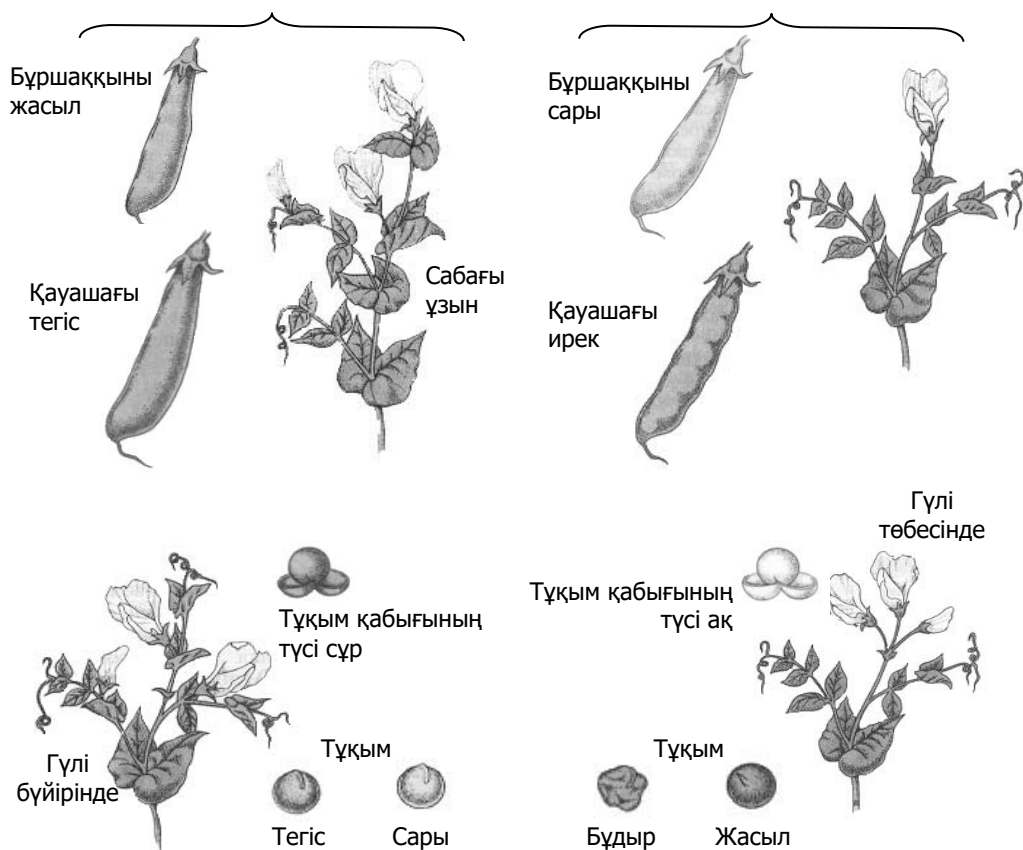 Бұршаққыны
жасыл
Қауашағы
тегіс
Сабағы
ұзын
Бұршаққыны
сары
Қауашағы
ирек
Тұқым қабығының
түсі сұр
Гүлі
бүйірінде
Тұқым
Тегіс
Сары
Гүлі
төбесінде
Тұқым қабығының
түсі ақ
Тұқым
Бұдыр
Жасыл